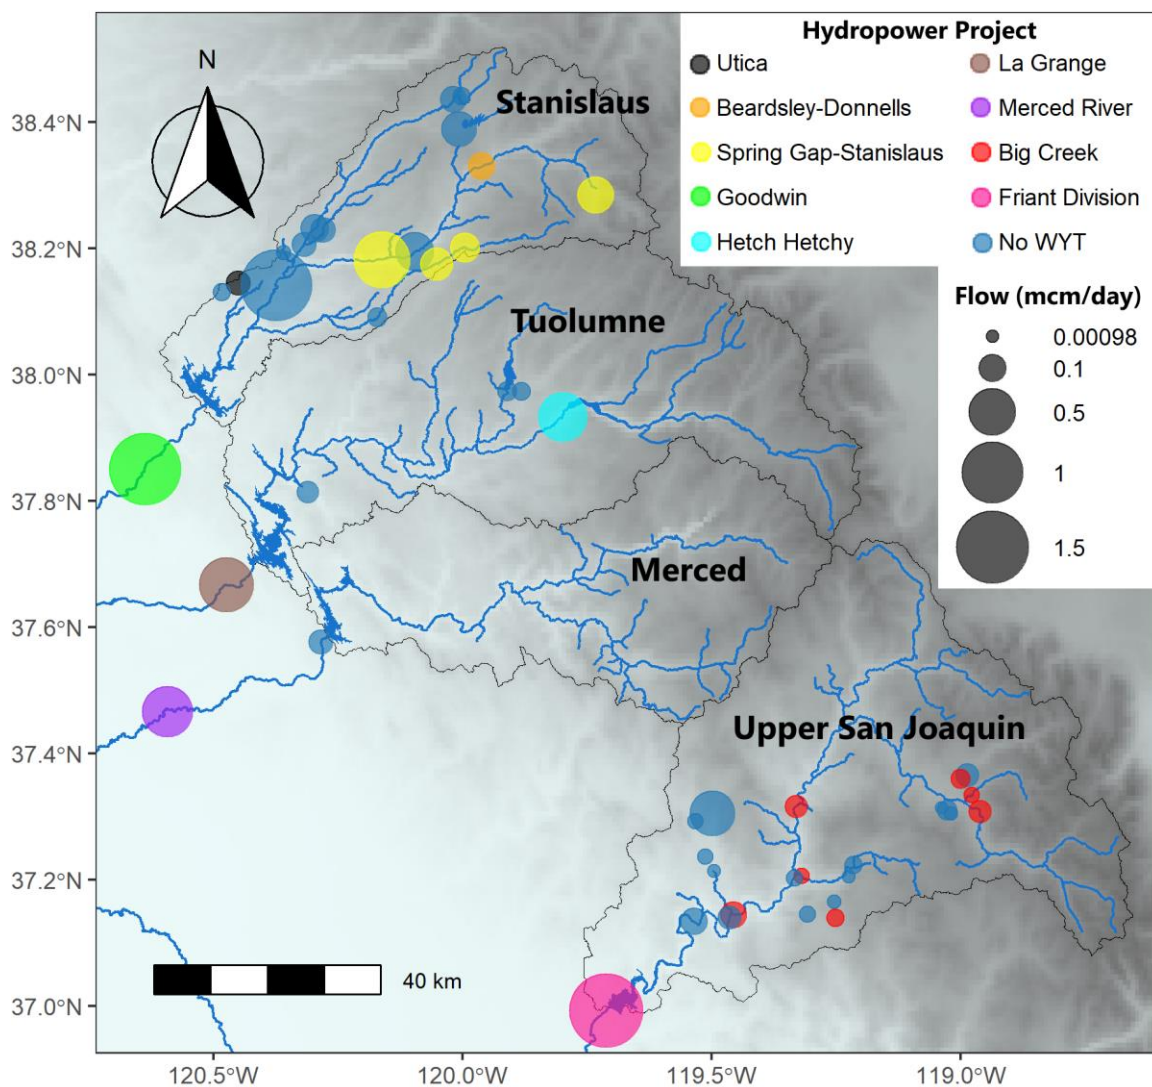 Hydropower Project
Utica
La Grange
Beardsley-Donnells
Merced River
Spring Gap-Stanislaus
Big Creek
Goodwin
Friant Division
Hetch Hetchy
No WYT
Flow (mcm/day)
0.00098
0.1
0.5
1
1.5
N
Stanislaus
Tuolumne
Merced
Upper San Joaquin
40 km
38.4°N
38.2°N
38.0°N
37.8°N
37.6°N
37.4°N
37.2°N
37.0°N
120.5°W
120.0°W
119.5°W
119.0°W